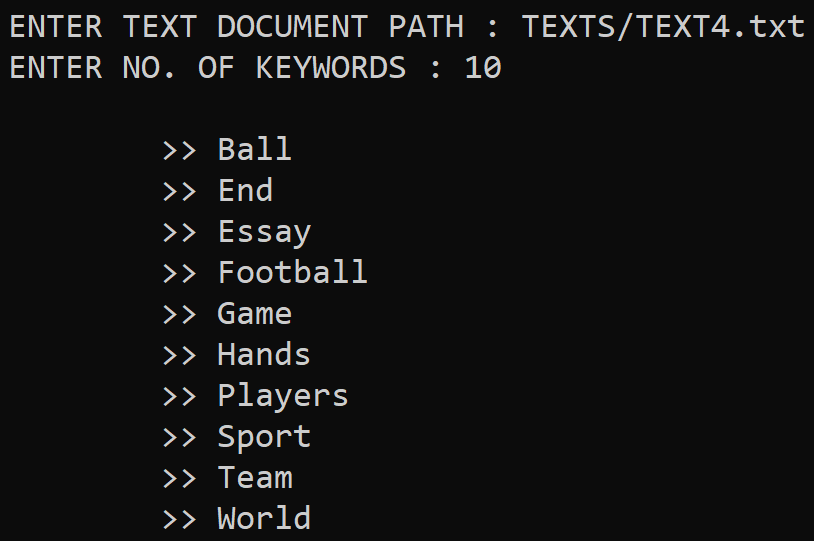 ENTER TEXT DOCUMENT PATH : TEXTS/TEXT4.txt
ENTER NO. OF KEYWORDS : 10
>> Ball
>> End
>> Essay
>> Football
>> Game
>> Hands
>> Players
>> Sport
>> Team
>> World